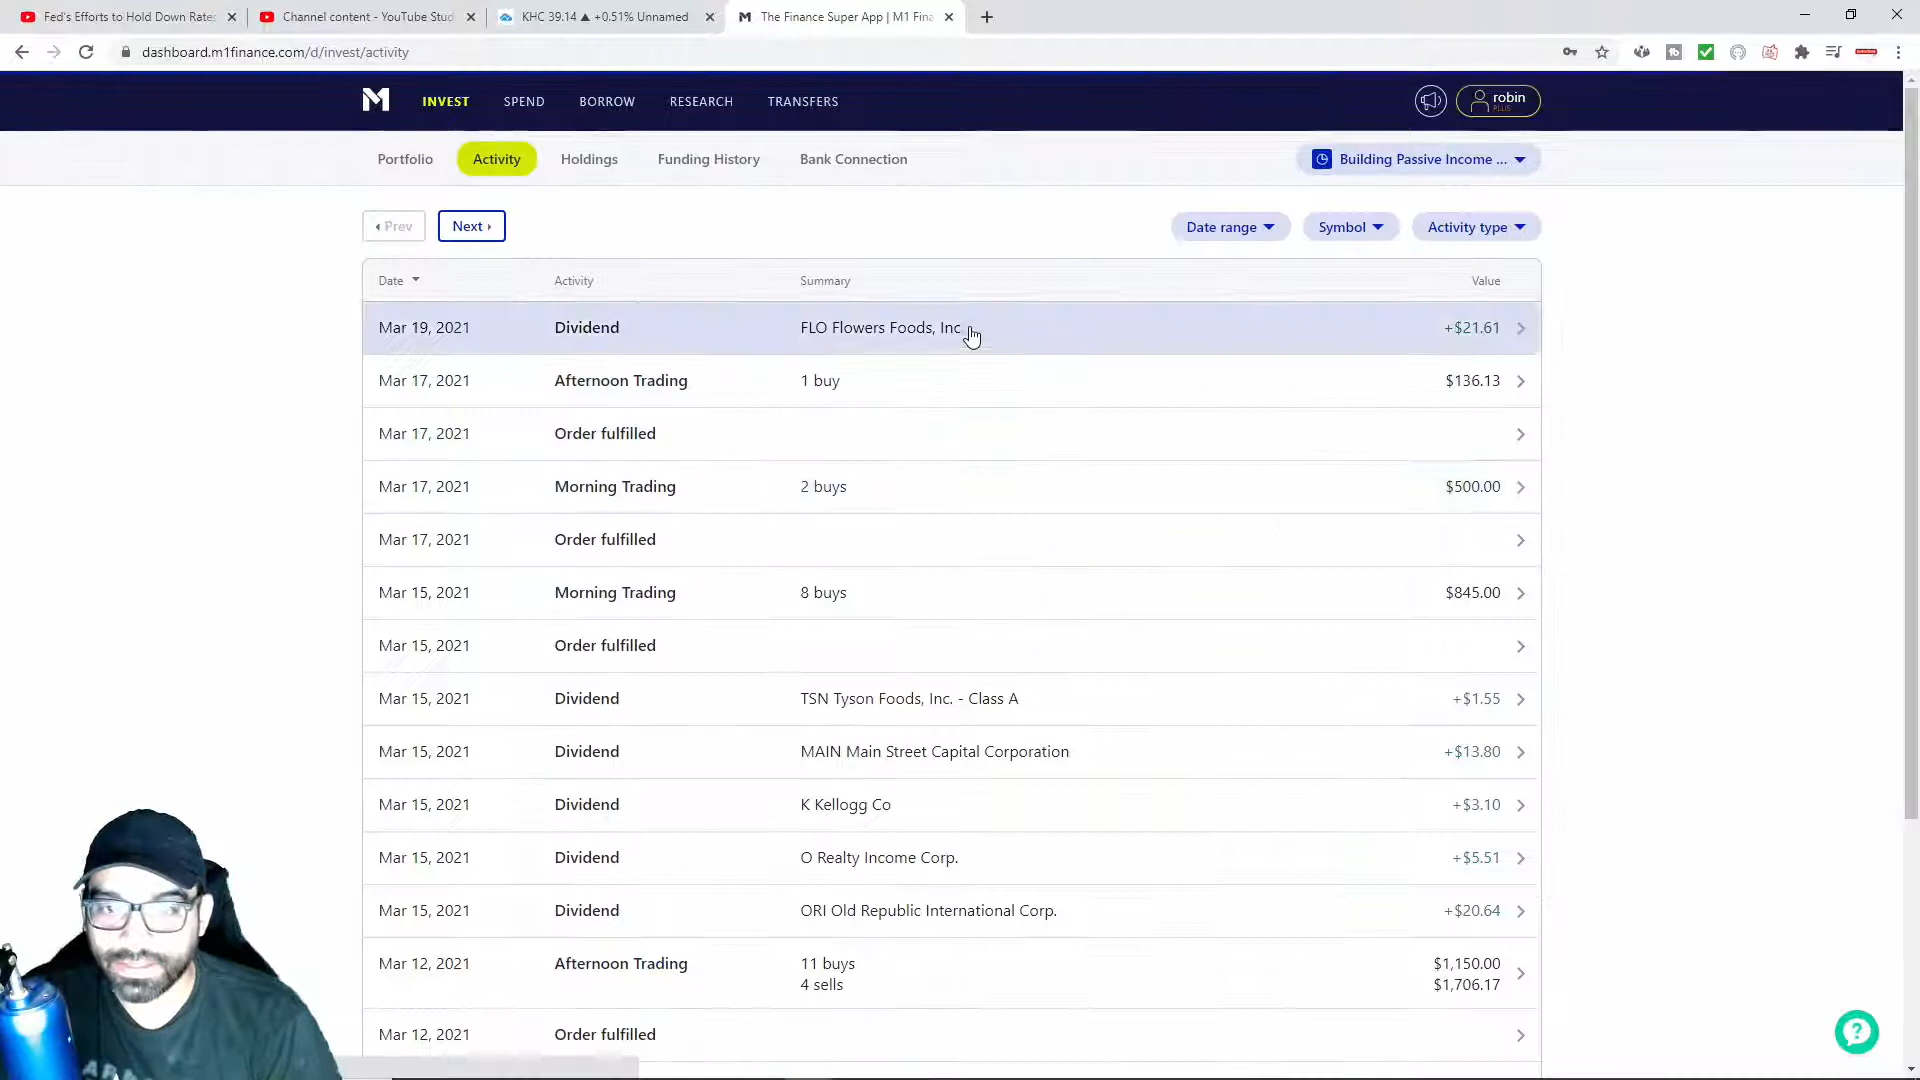 Fed's Efforts to Hold Down Rates
Channel content - YouTube Stud
KHC 39.14 ▲ +0.51% Unnamed
The Finance Super App | M1 Fina
dashboard.m1finance.com/d/invest/activity
INVEST SPEND BORROW RESEARCH TRANSFERS
robin
PLUS
Portfolio Activity Holdings Funding History Bank Connection
Building Passive Income ...
Prev Next
Date range Symbol Activity type
Date Activity Summary Value
Mar 19, 2021 Dividend FLO Flowers Foods, Inc. +$21.61
Mar 17, 2021 Afternoon Trading 1 buy $136.13
Mar 17, 2021 Order fulfilled
Mar 17, 2021 Morning Trading 2 buys $500.00
Mar 17, 2021 Order fulfilled
Mar 15, 2021 Morning Trading 8 buys $845.00
Mar 15, 2021 Order fulfilled
Mar 15, 2021 Dividend TSN Tyson Foods, Inc. - Class A +$1.55
Mar 15, 2021 Dividend MAIN Main Street Capital Corporation +$13.80
Mar 15, 2021 Dividend K Kellogg Co +$3.10
Mar 15, 2021 Dividend O Realty Income Corp. +$5.51
Mar 15, 2021 Dividend ORI Old Republic International Corp. +$20.64
Mar 12, 2021 Afternoon Trading 11 buys $1,150.00
4 sells $1,706.17
Mar 12, 2021 Order fulfilled